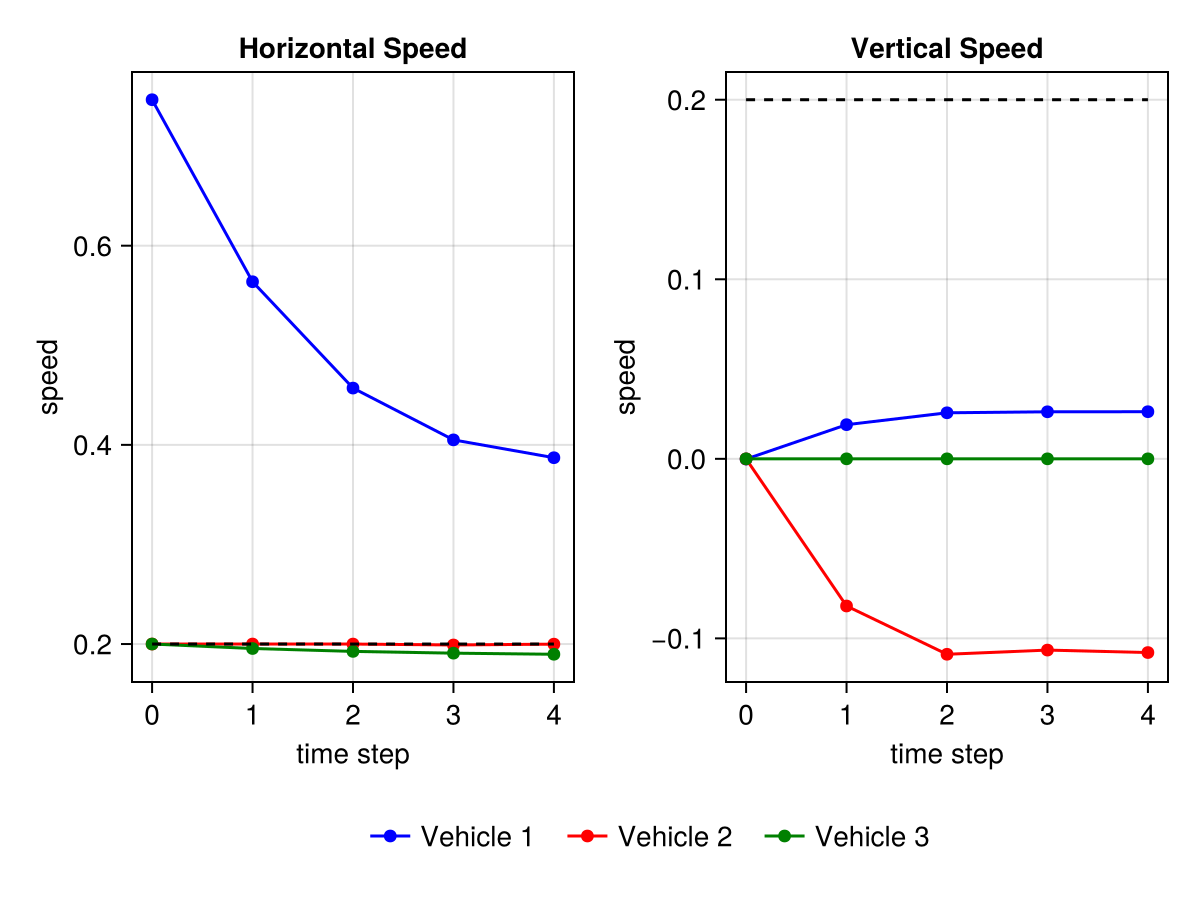 Horizontal Speed
Vertical Speed
speed
0.6
0.4
0.2
0
1
2
3
4
time step
speed
0.2
0.1
0.0
−0.1
0
1
2
3
4
time step
Vehicle 1
Vehicle 2
Vehicle 3